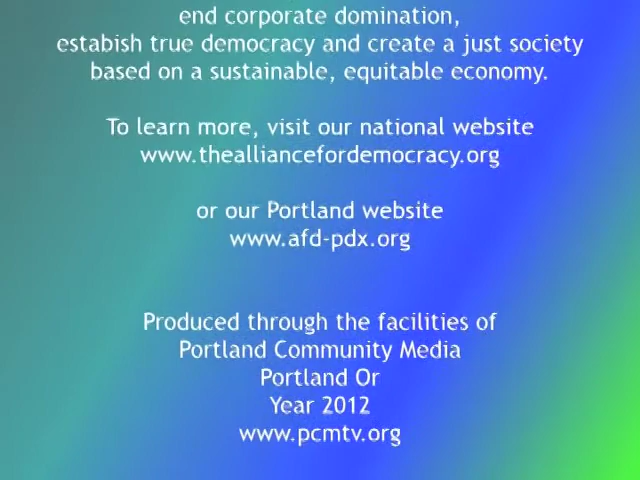 end corporate domination,
estabish true democracy and create a just society
based on a sustainable, equitable economy.
To learn more, visit our national website
www.thealliancefordemocracy.org
or our Portland website
www.afd-pdx.org
Produced through the facilities of
Portland Community Media
Portland Or
Year 2012
www.pcmtv.org